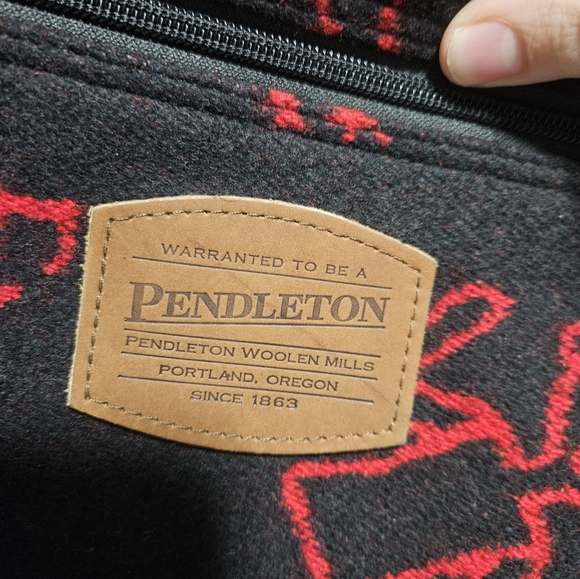 WARRANTED TO BE A
PENDLETON
PENDLETON WOOLEN MILLS
PORTLAND, OREGON
SINCE 1863